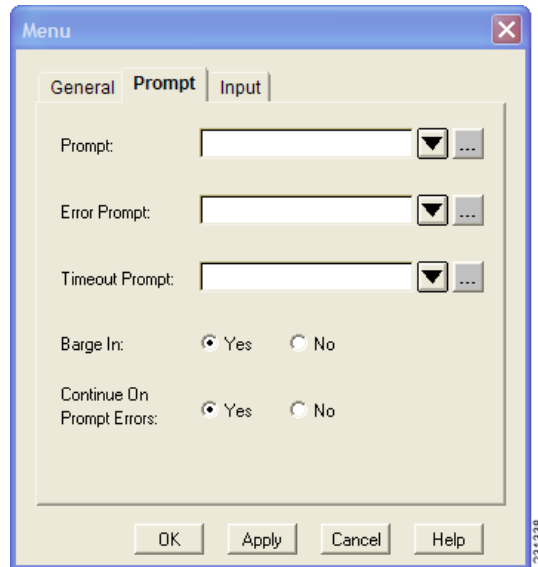 Menu
General Prompt Input
Prompt:
...
Error Prompt:
...
Timeout Prompt:
...
Barge In: Yes No
Continue On
Prompt Errors: Yes No
OK Apply Cancel Help